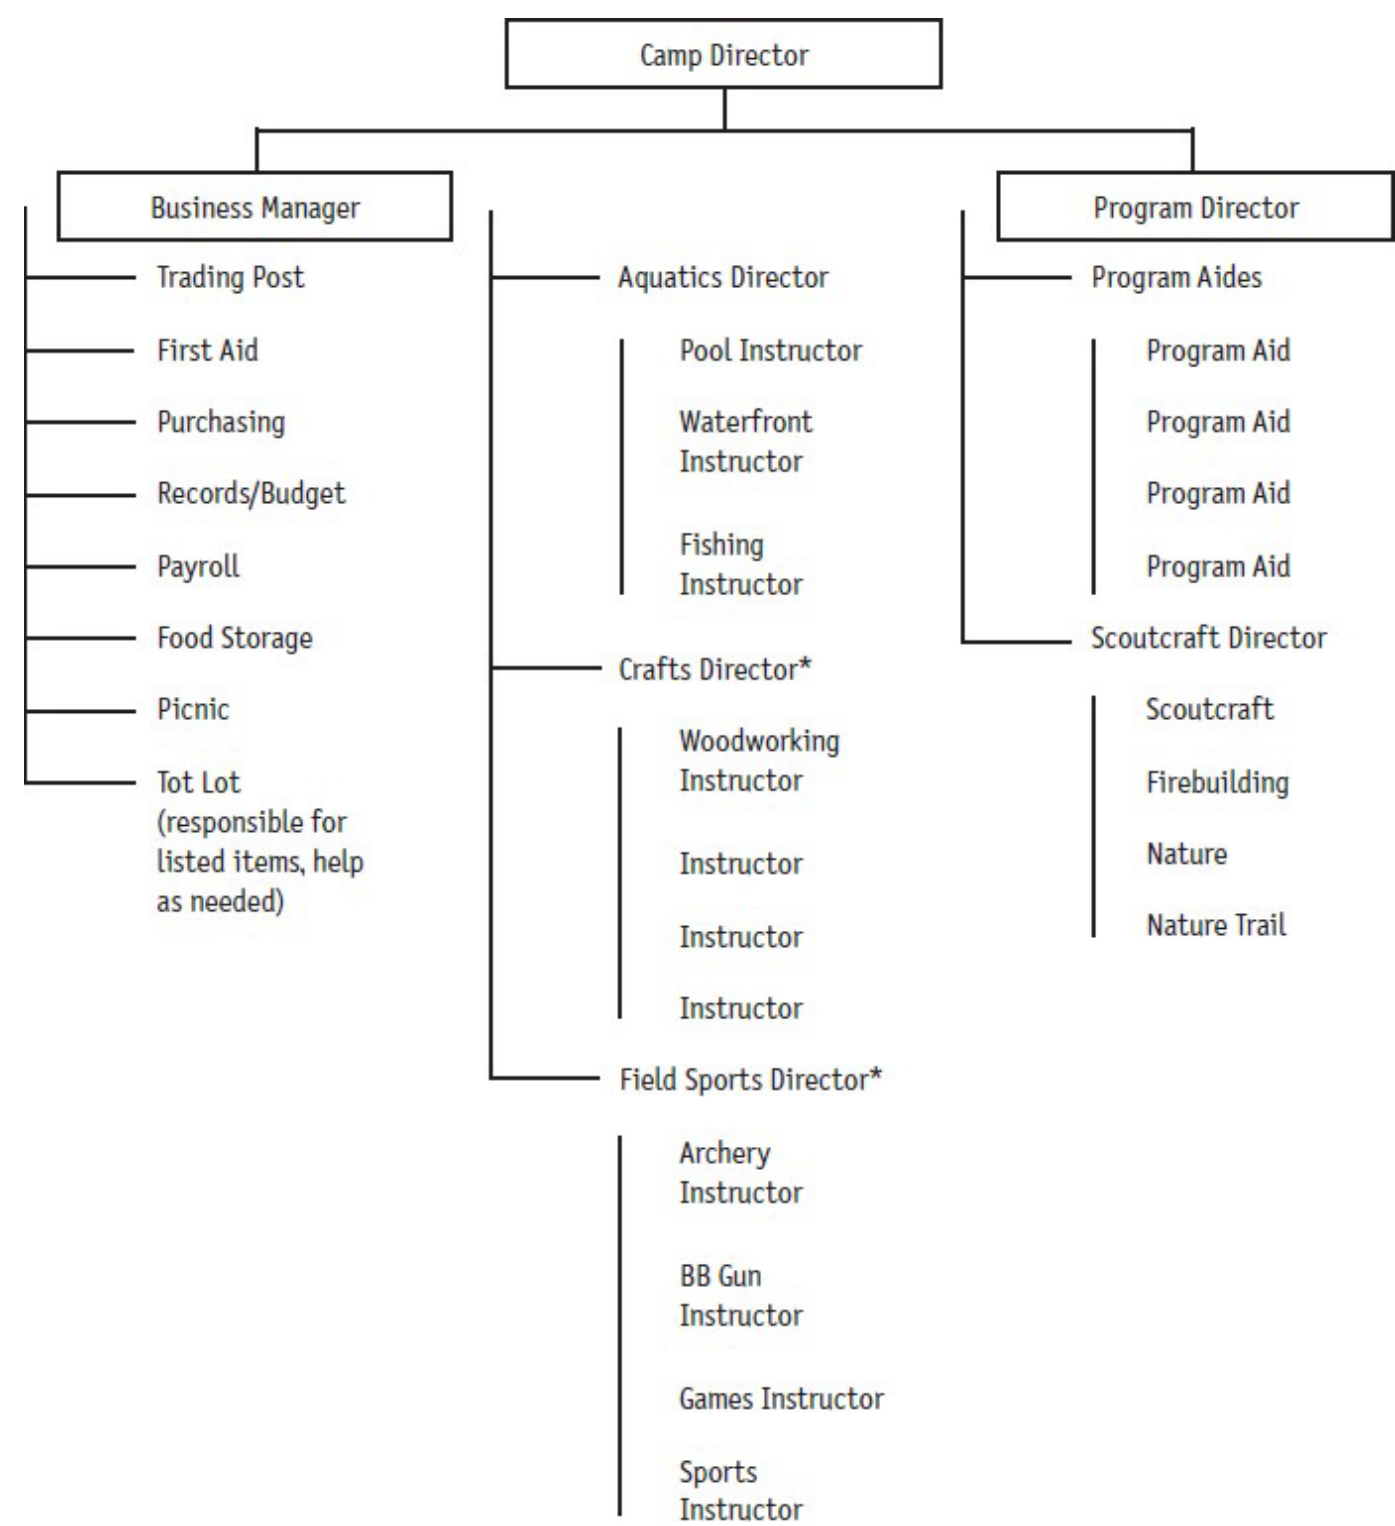 Camp Director
Business Manager
Trading Post
First Aid
Purchasing
Records/Budget
Payroll
Food Storage
Picnic
Tot Lot
(responsible for
listed items, help
as needed)
Aquatics Director
Pool Instructor
Waterfront
Instructor
Fishing
Instructor
Crafts Director*
Woodworking
Instructor
Instructor
Instructor
Instructor
Field Sports Director*
Archery
Instructor
BB Gun
Instructor
Games Instructor
Sports
Instructor
Program Director
Program Aides
Program Aid
Program Aid
Program Aid
Program Aid
Scoutcraft Director
Scoutcraft
Firebuilding
Nature
Nature Trail